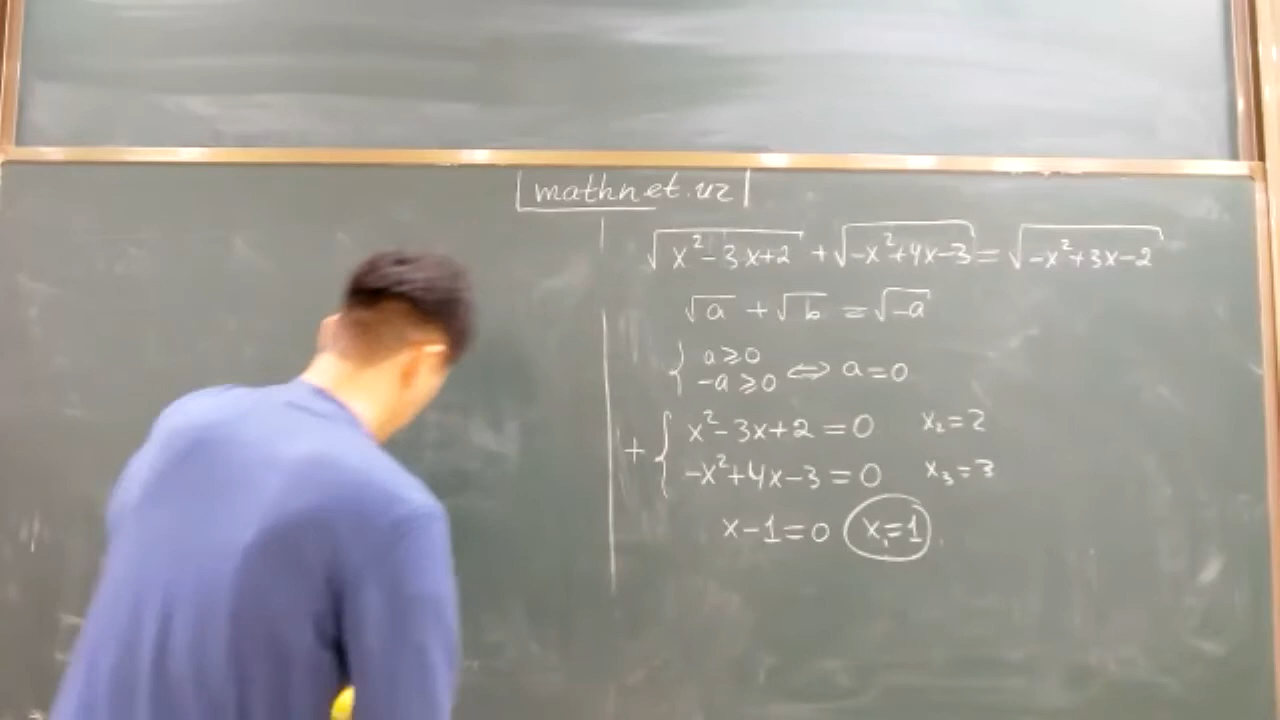 mathnet.uz
√(x²-3x+2) + √(-x²+4x-3) = √(-x²+3x-2)
√a + √b = √-a
{ a≥0
-a≥0 ⇔ a=0
+ { x²-3x+2=0 x₂=2
-x²+4x-3=0 x₃=3
x-1=0 x₁=1